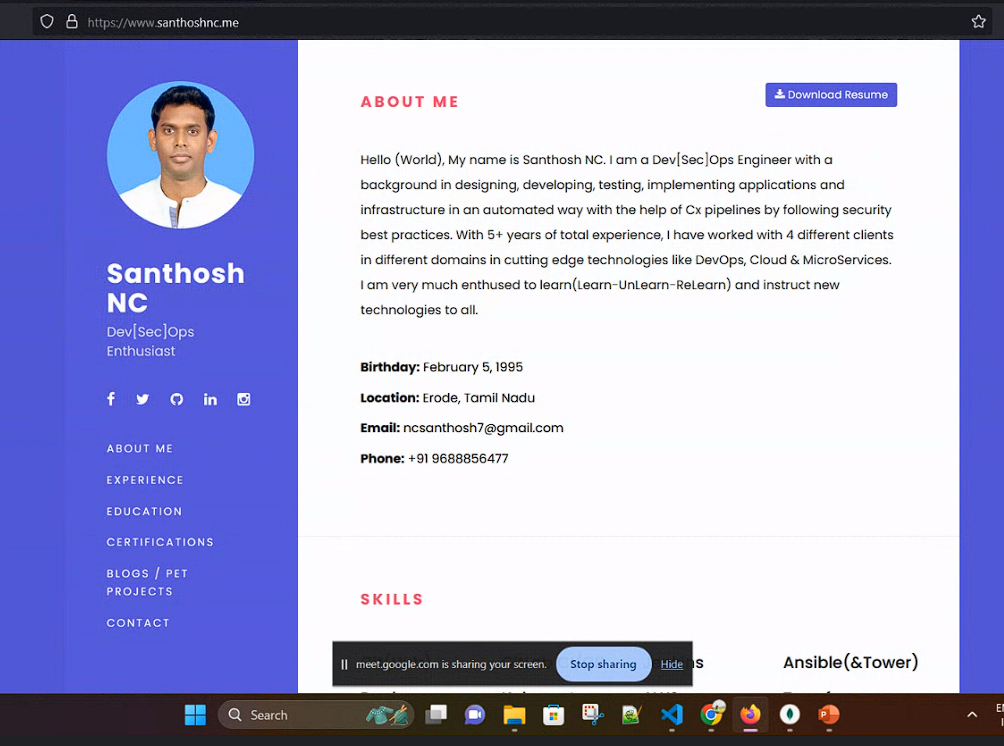 https://www.santhoshnc.me
Santhosh
NC
Dev[Sec]Ops
Enthusiast
ABOUT ME
EXPERIENCE
EDUCATION
CERTIFICATIONS
BLOGS / PET
PROJECTS
CONTACT
ABOUT ME
Download Resume
Hello (World), My name is Santhosh NC. I am a Dev[Sec]Ops Engineer with a
background in designing, developing, testing, implementing applications and
infrastructure in an automated way with the help of Cx pipelines by following security
best practices. With 5+ years of total experience, I have worked with 4 different clients
in different domains in cutting edge technologies like DevOps, Cloud & MicroServices.
I am very much enthused to learn(Learn-UnLearn-ReLearn) and instruct new
technologies to all.
Birthday: February 5, 1995
Location: Erode, Tamil Nadu
Email: ncsanthosh7@gmail.com
Phone: +91 9688856477
SKILLS
Ansible(&Tower)
meet.google.com is sharing your screen.
Stop sharing
Hide
Search